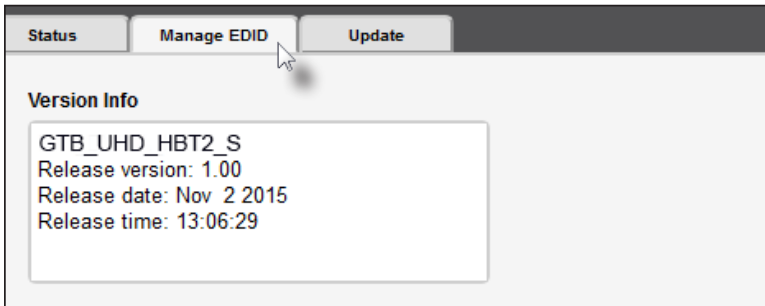 Status Manage EDID Update
Version Info
GTB_UHD_HBT2_S
Release version: 1.00
Release date: Nov  2 2015
Release time: 13:06:29